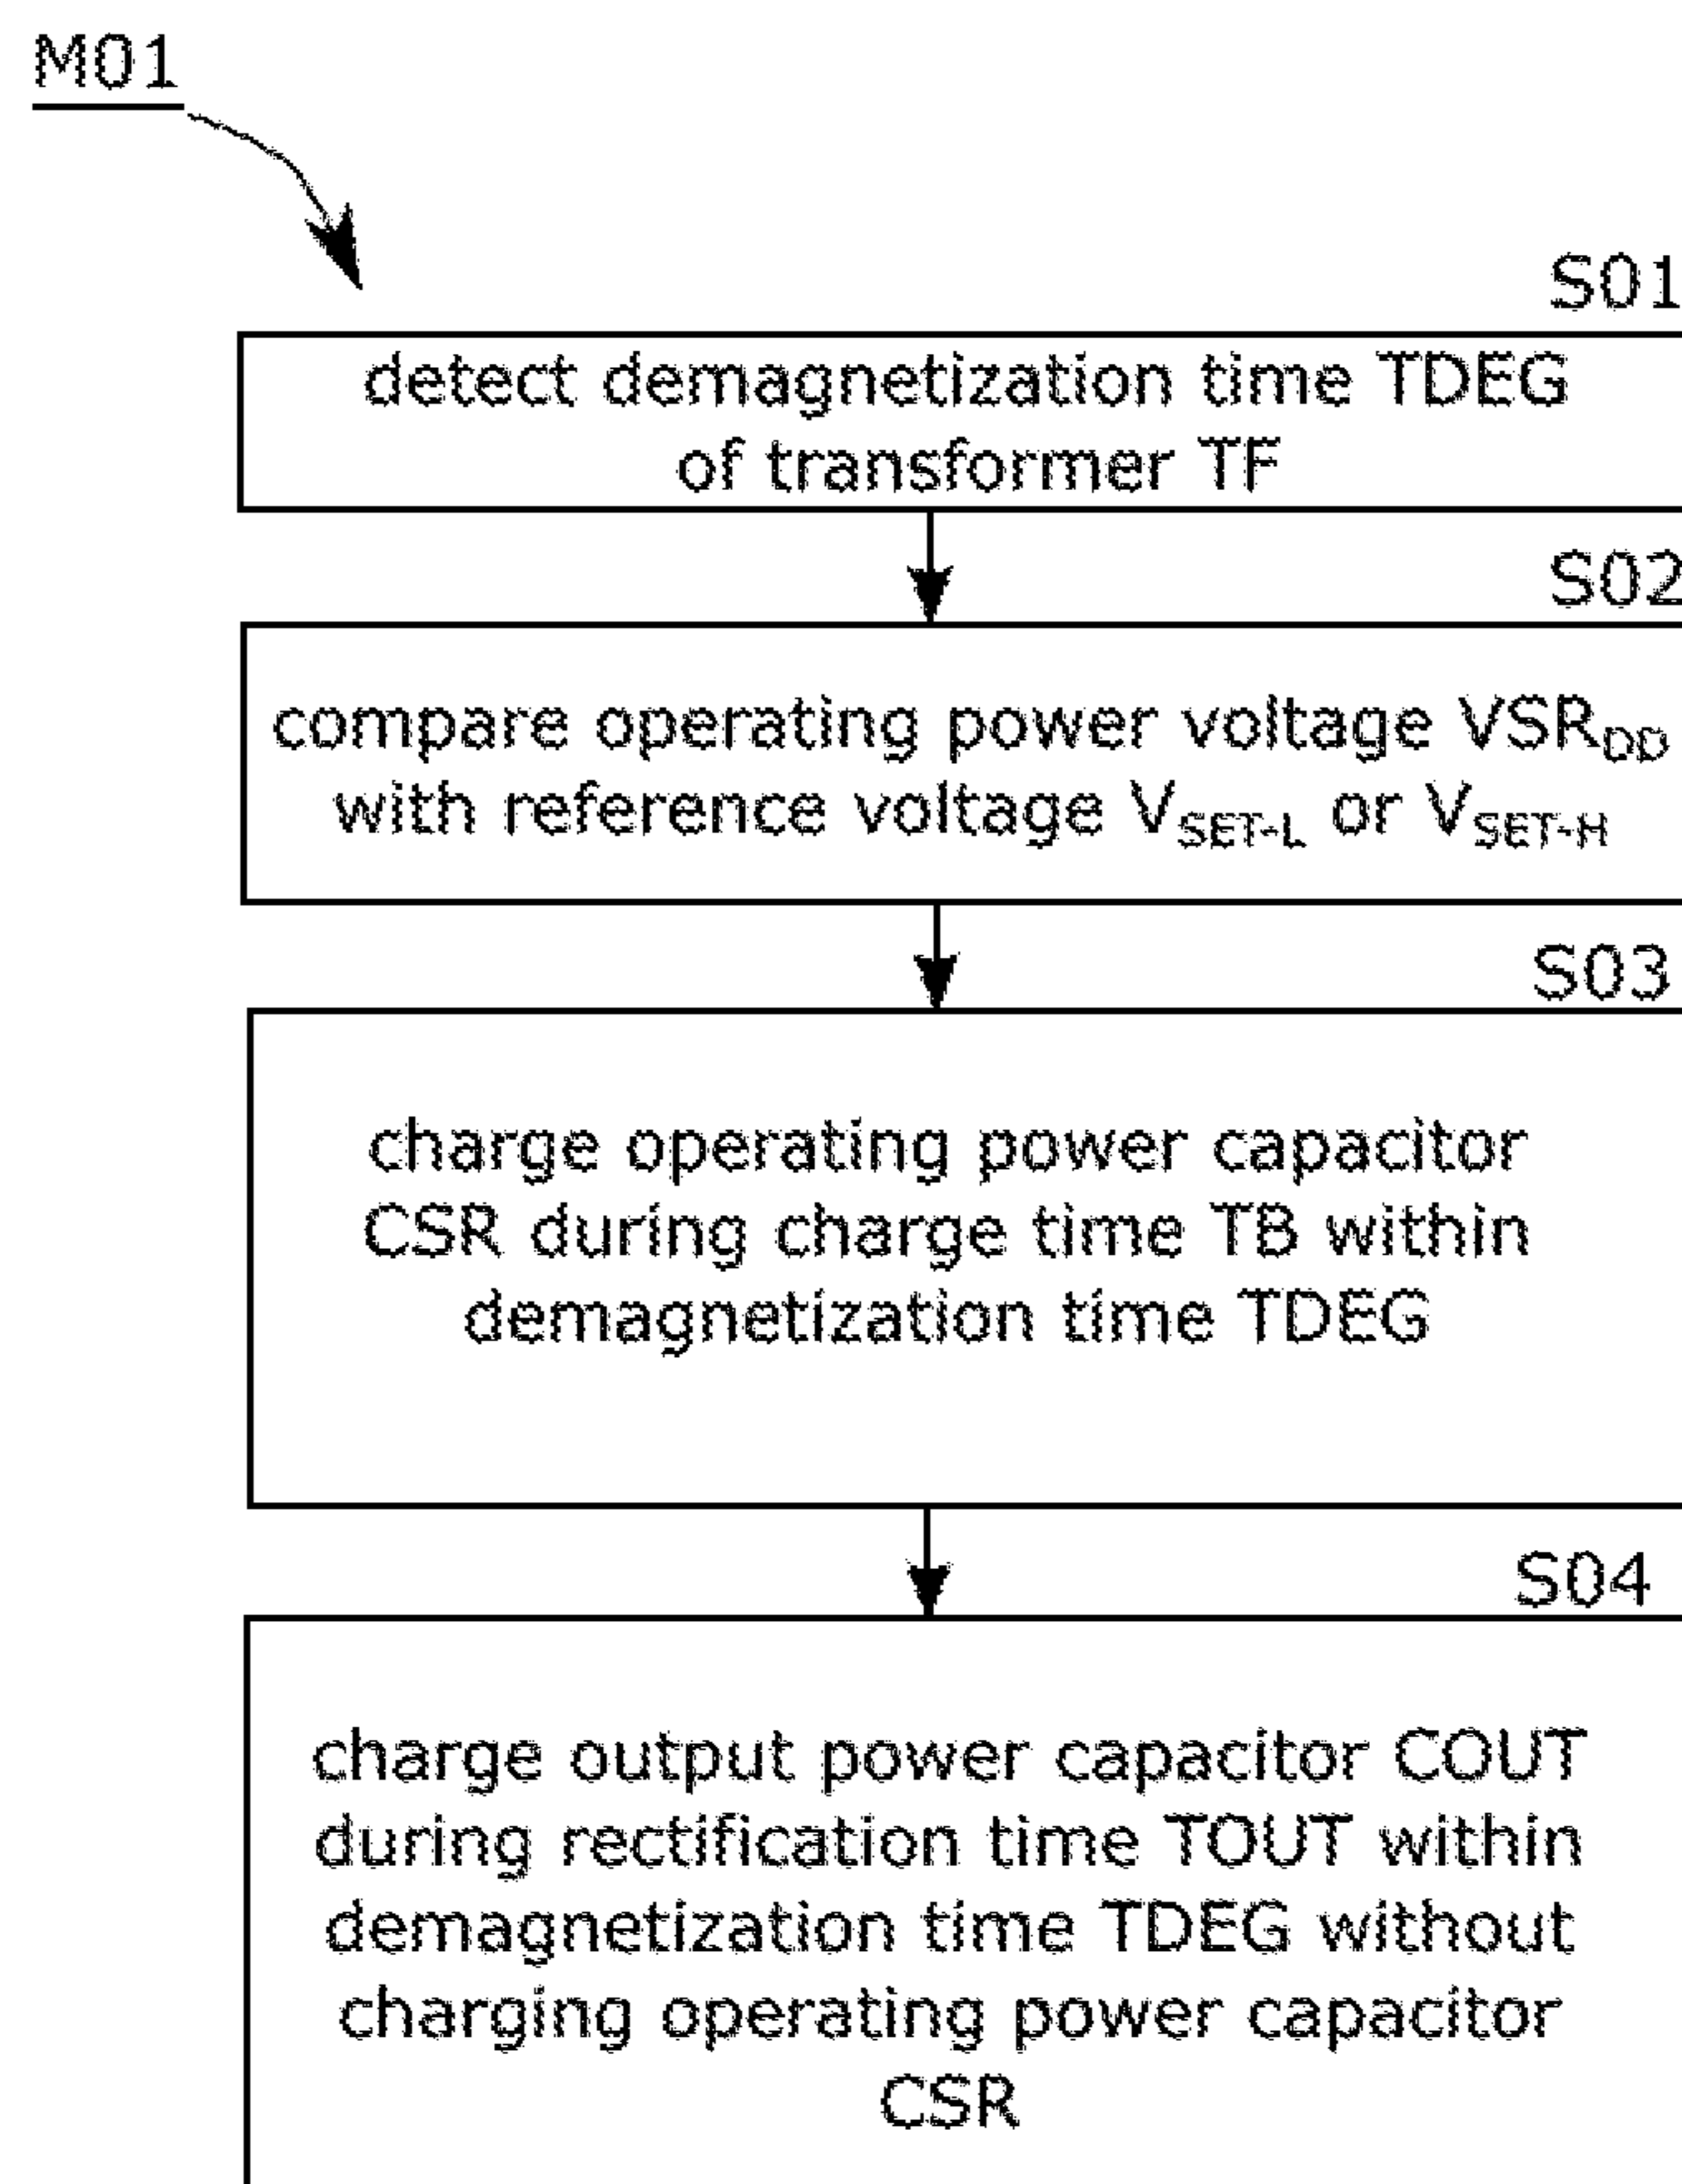 M01
S01
detect demagnetization time TDEG
of transformer TF
S02
compare operating power voltage VSR_DD
with reference voltage V_SET-L or V_SET-H
S03
charge operating power capacitor
CSR during charge time TB within
demagnetization time TDEG
S04
charge output power capacitor COUT
during rectification time TOUT within
demagnetization time TDEG without
charging operating power capacitor
CSR